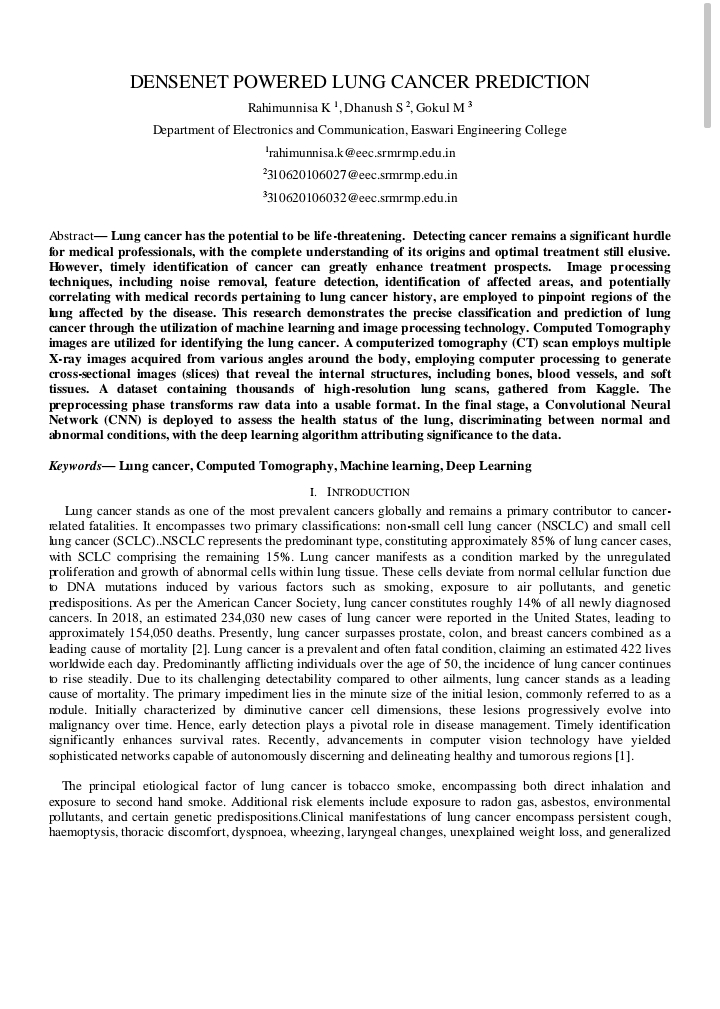 DENSENET POWERED LUNG CANCER PREDICTION
Rahimunnisa K ¹, Dhanush S ², Gokul M ³
Department of Electronics and Communication, Easwari Engineering College
¹rahimunnisa.k@eec.srmrmp.edu.in
²310620106027@eec.srmrmp.edu.in
³310620106032@eec.srmrmp.edu.in
Abstract— Lung cancer has the potential to be life-threatening. Detecting cancer remains a significant hurdle
for medical professionals, with the complete understanding of its origins and optimal treatment still elusive.
However, timely identification of cancer can greatly enhance treatment prospects. Image processing
techniques, including noise removal, feature detection, identification of affected areas, and potentially
correlating with medical records pertaining to lung cancer history, are employed to pinpoint regions of the
lung affected by the disease. This research demonstrates the precise classification and prediction of lung
cancer through the utilization of machine learning and image processing technology. Computed Tomography
images are utilized for identifying the lung cancer. A computerized tomography (CT) scan employs multiple
X-ray images acquired from various angles around the body, employing computer processing to generate
cross-sectional images (slices) that reveal the internal structures, including bones, blood vessels, and soft
tissues. A dataset containing thousands of high-resolution lung scans, gathered from Kaggle. The
preprocessing phase transforms raw data into a usable format. In the final stage, a Convolutional Neural
Network (CNN) is deployed to assess the health status of the lung, discriminating between normal and
abnormal conditions, with the deep learning algorithm attributing significance to the data.
Keywords— Lung cancer, Computed Tomography, Machine learning, Deep Learning
I. INTRODUCTION
Lung cancer stands as one of the most prevalent cancers globally and remains a primary contributor to cancer-
related fatalities. It encompasses two primary classifications: non-small cell lung cancer (NSCLC) and small cell
lung cancer (SCLC)..NSCLC represents the predominant type, constituting approximately 85% of lung cancer cases,
with SCLC comprising the remaining 15%. Lung cancer manifests as a condition marked by the unregulated
proliferation and growth of abnormal cells within lung tissue. These cells deviate from normal cellular function due
to DNA mutations induced by various factors such as smoking, exposure to air pollutants, and genetic
predispositions. As per the American Cancer Society, lung cancer constitutes roughly 14% of all newly diagnosed
cancers. In 2018, an estimated 234,030 new cases of lung cancer were reported in the United States, leading to
approximately 154,050 deaths. Presently, lung cancer surpasses prostate, colon, and breast cancers combined as a
leading cause of mortality [2]. Lung cancer is a prevalent and often fatal condition, claiming an estimated 422 lives
worldwide each day. Predominantly afflicting individuals over the age of 50, the incidence of lung cancer continues
to rise steadily. Due to its challenging detectability compared to other ailments, lung cancer stands as a leading
cause of mortality. The primary impediment lies in the minute size of the initial lesion, commonly referred to as a
nodule. Initially characterized by diminutive cancer cell dimensions, these lesions progressively evolve into
malignancy over time. Hence, early detection plays a pivotal role in disease management. Timely identification
significantly enhances survival rates. Recently, advancements in computer vision technology have yielded
sophisticated networks capable of autonomously discerning and delineating healthy and tumorous regions [1].
The principal etiological factor of lung cancer is tobacco smoke, encompassing both direct inhalation and
exposure to second hand smoke. Additional risk elements include exposure to radon gas, asbestos, environmental
pollutants, and certain genetic predispositions.Clinical manifestations of lung cancer encompass persistent cough,
haemoptysis, thoracic discomfort, dyspnoea, wheezing, laryngeal changes, unexplained weight loss, and generalized